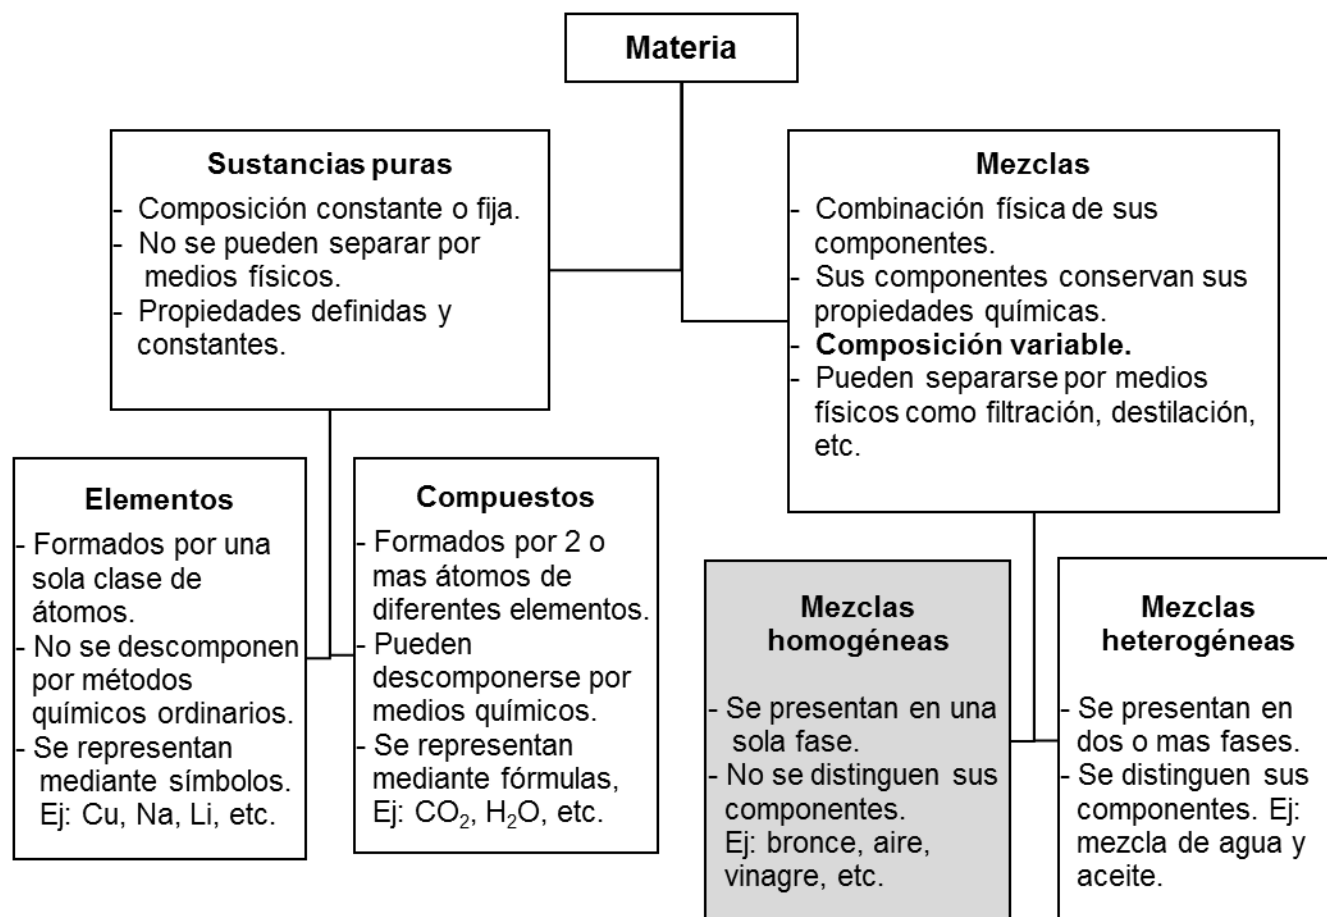 Materia
Sustancias puras
- Composición constante o fija.
- No se pueden separar por
medios físicos.
- Propiedades definidas y
constantes.
Mezclas
- Combinación física de sus
componentes.
- Sus componentes conservan sus
propiedades químicas.
- Composición variable.
- Pueden separarse por medios
físicos como filtración, destilación,
etc.
Elementos
- Formados por una
sola clase de
átomos.
- No se descomponen
por métodos
químicos ordinarios.
- Se representan
mediante símbolos.
Ej: Cu, Na, Li, etc.
Compuestos
- Formados por 2 o
mas átomos de
diferentes elementos.
- Pueden
descomponerse por
medios químicos.
- Se representan
mediante fórmulas,
Ej: CO₂, H₂O, etc.
Mezclas
homogéneas
- Se presentan en una
sola fase.
- No se distinguen sus
componentes.
Ej: bronce, aire,
vinagre, etc.
Mezclas
heterogéneas
- Se presentan en
dos o mas fases.
- Se distinguen sus
componentes. Ej:
mezcla de agua y
aceite.